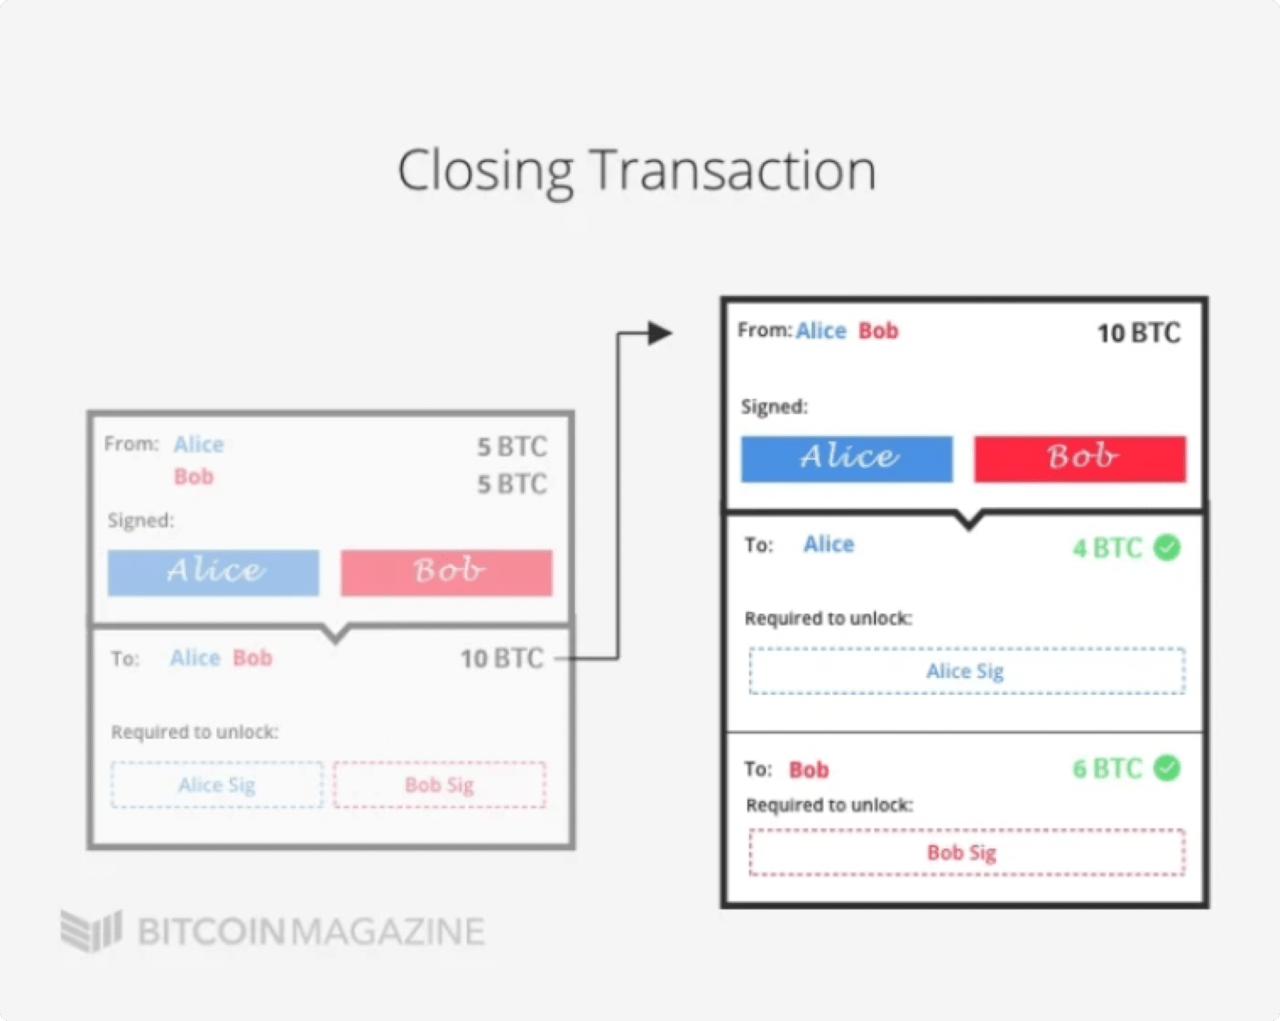 Closing Transaction
From: Alice 5 BTC
Bob 5 BTC
Signed:
Alice Bob
To: Alice Bob 10 BTC
Required to unlock:
Alice Sig Bob Sig
From: Alice Bob 10 BTC
Signed:
Alice Bob
To: Alice 4 BTC
Required to unlock:
Alice Sig
To: Bob 6 BTC
Required to unlock:
Bob Sig
BITCOINMAGAZINE